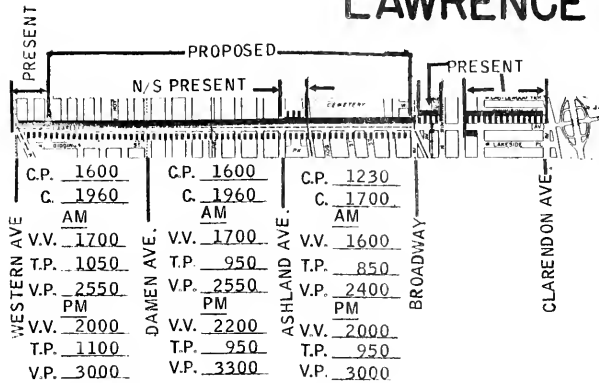 LAWRENCE
PRESENT
PROPOSED
PRESENT
N/S PRESENT
CEMETERY
LAKESIDE PL
WESTERN AVE
C.P. 1600
C. 1960
AM
V.V. 1700
T.P. 1050
V.P. 2550
PM
V.V. 2000
T.P. 1100
V.P. 3000
DAMEN AVE.
C.P. 1600
C. 1960
AM
V.V. 1700
T.P. 950
V.P. 2550
PM
V.V. 2200
T.P. 950
V.P. 3300
ASHLAND AVE.
C.P. 1230
C. 1700
AM
V.V. 1600
T.P. 850
V.P. 2400
PM
V.V. 2000
T.P. 950
V.P. 3000
BROADWAY
CLARENDON AVE.